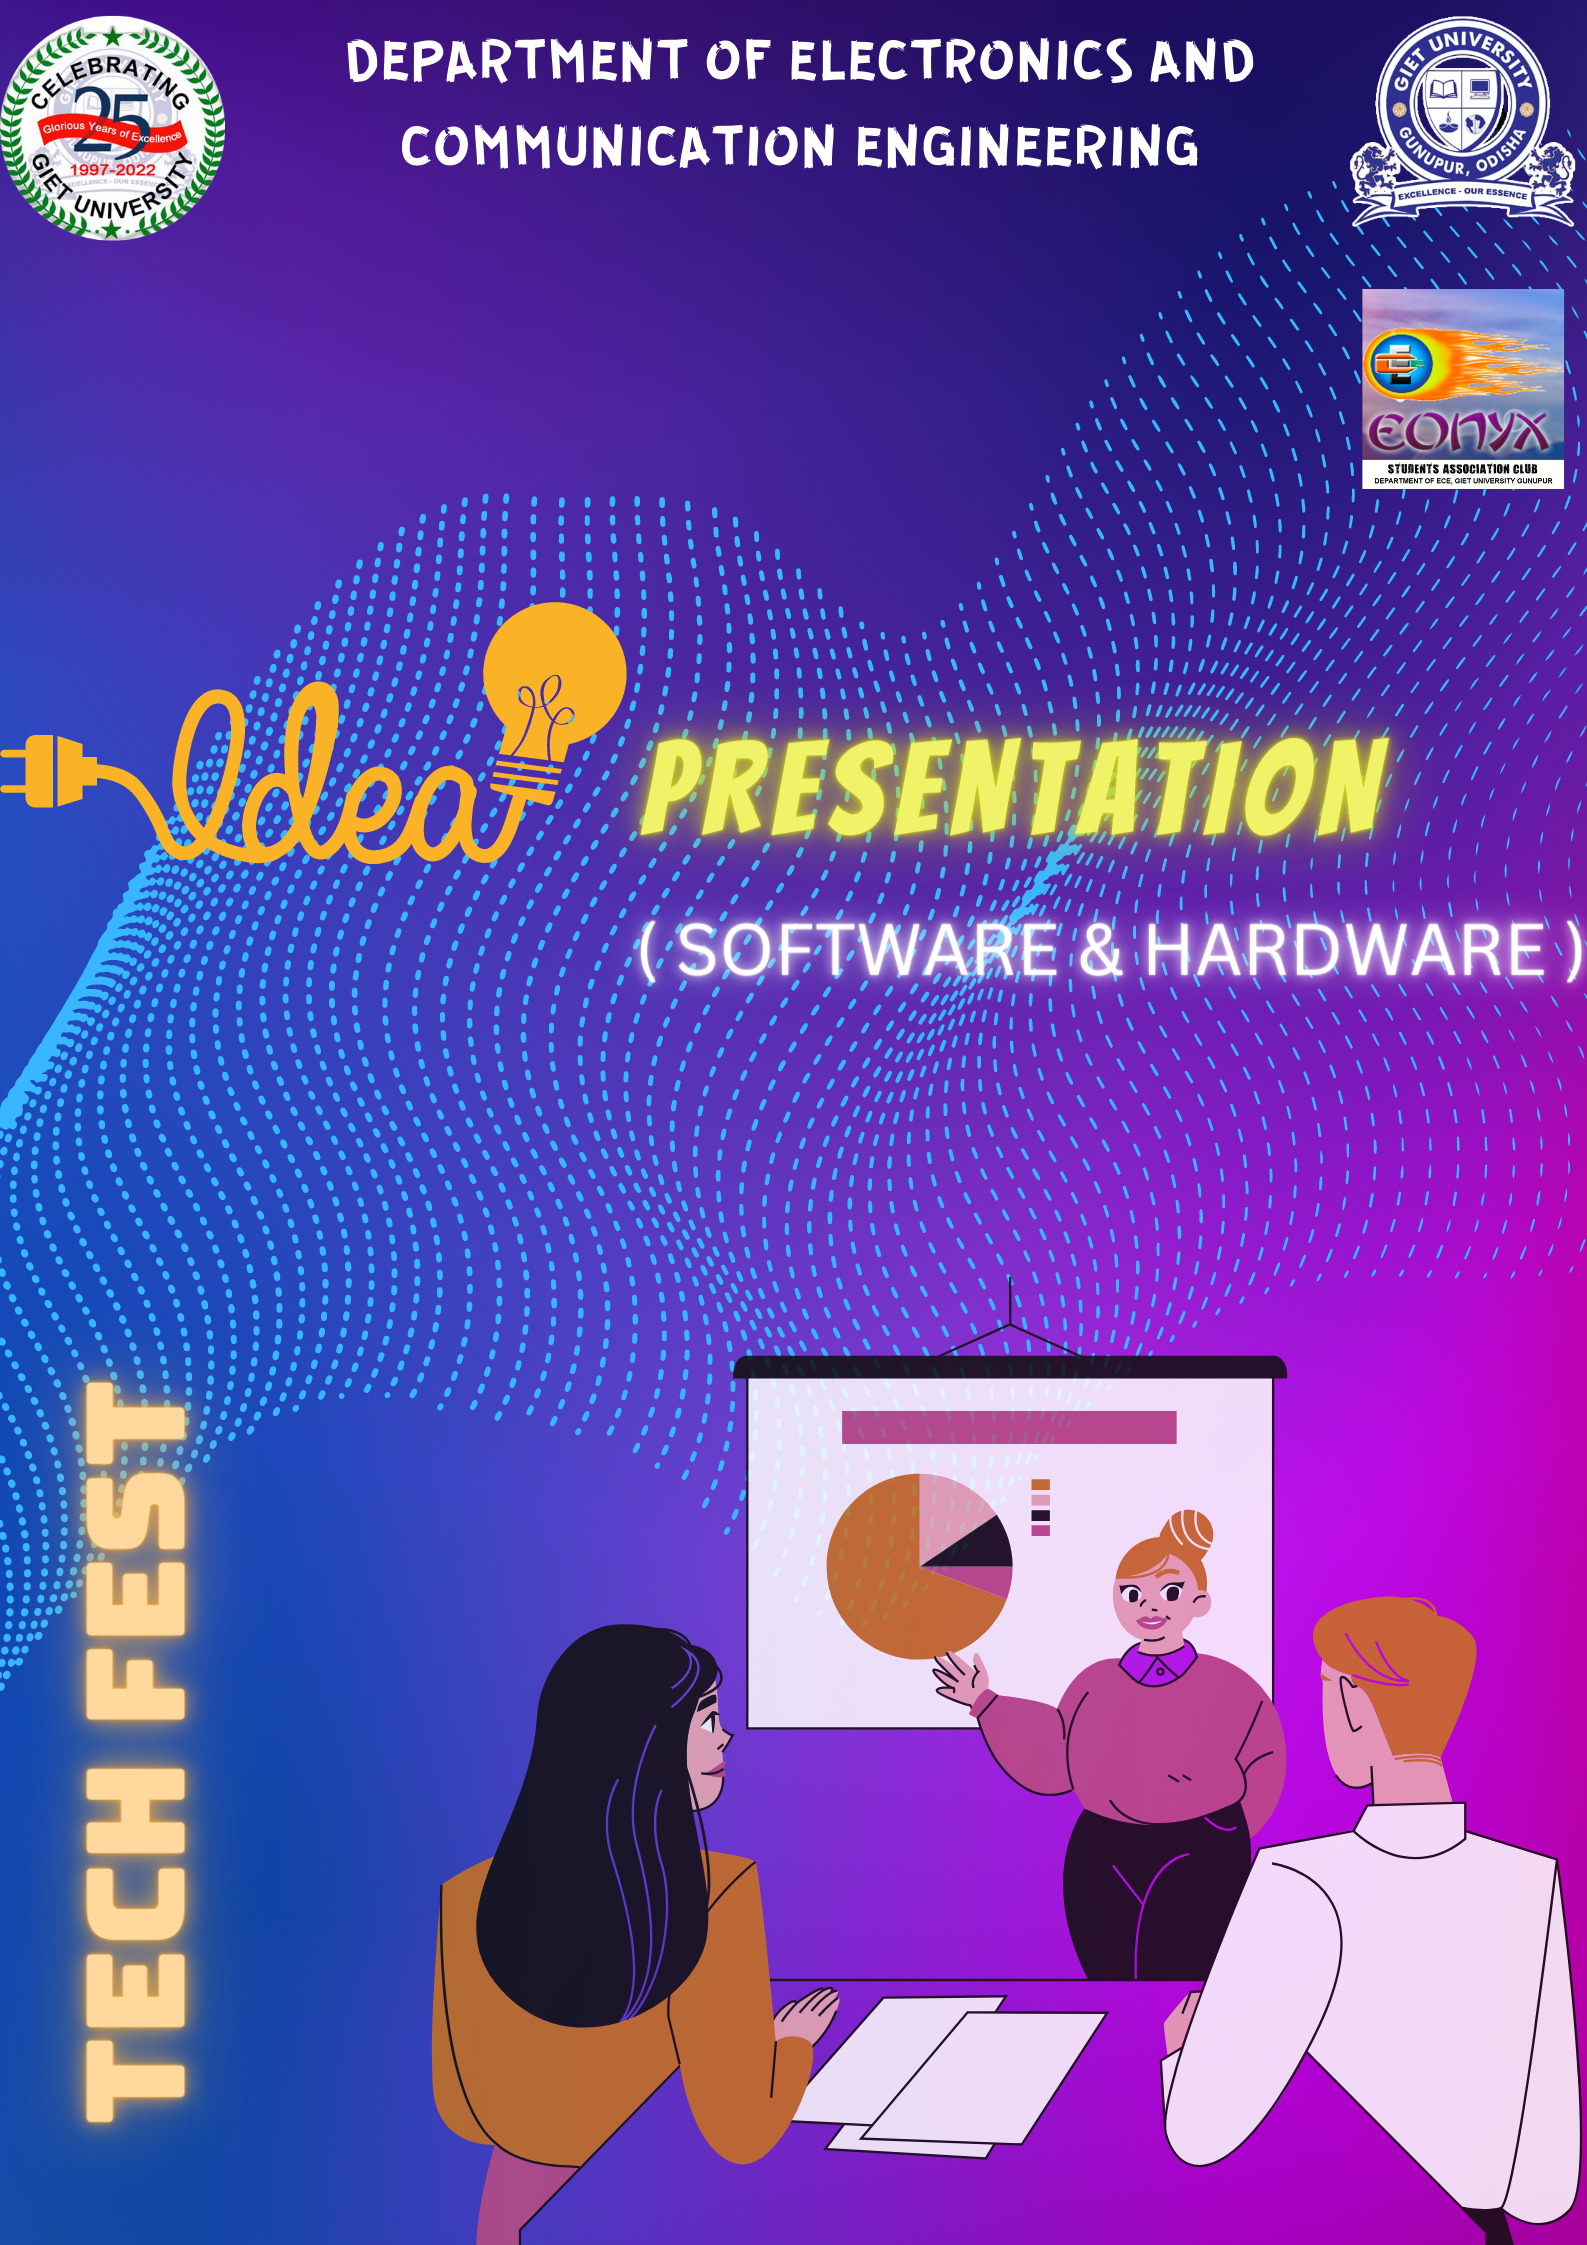 DEPARTMENT OF ELECTRONICS AND
COMMUNICATION ENGINEERING
CELEBRATING
25
Glorious Years of Excellence
1997-2022
GIET UNIVERSITY
GIET UNIVERSITY
GUNUPUR, ODISHA
EXCELLENCE - OUR ESSENCE
EONYX
STUDENTS ASSOCIATION CLUB
DEPARTMENT OF ECE, GIET UNIVERSITY GUNUPUR
Idea
PRESENTATION
( SOFTWARE & HARDWARE )
TECH FEST